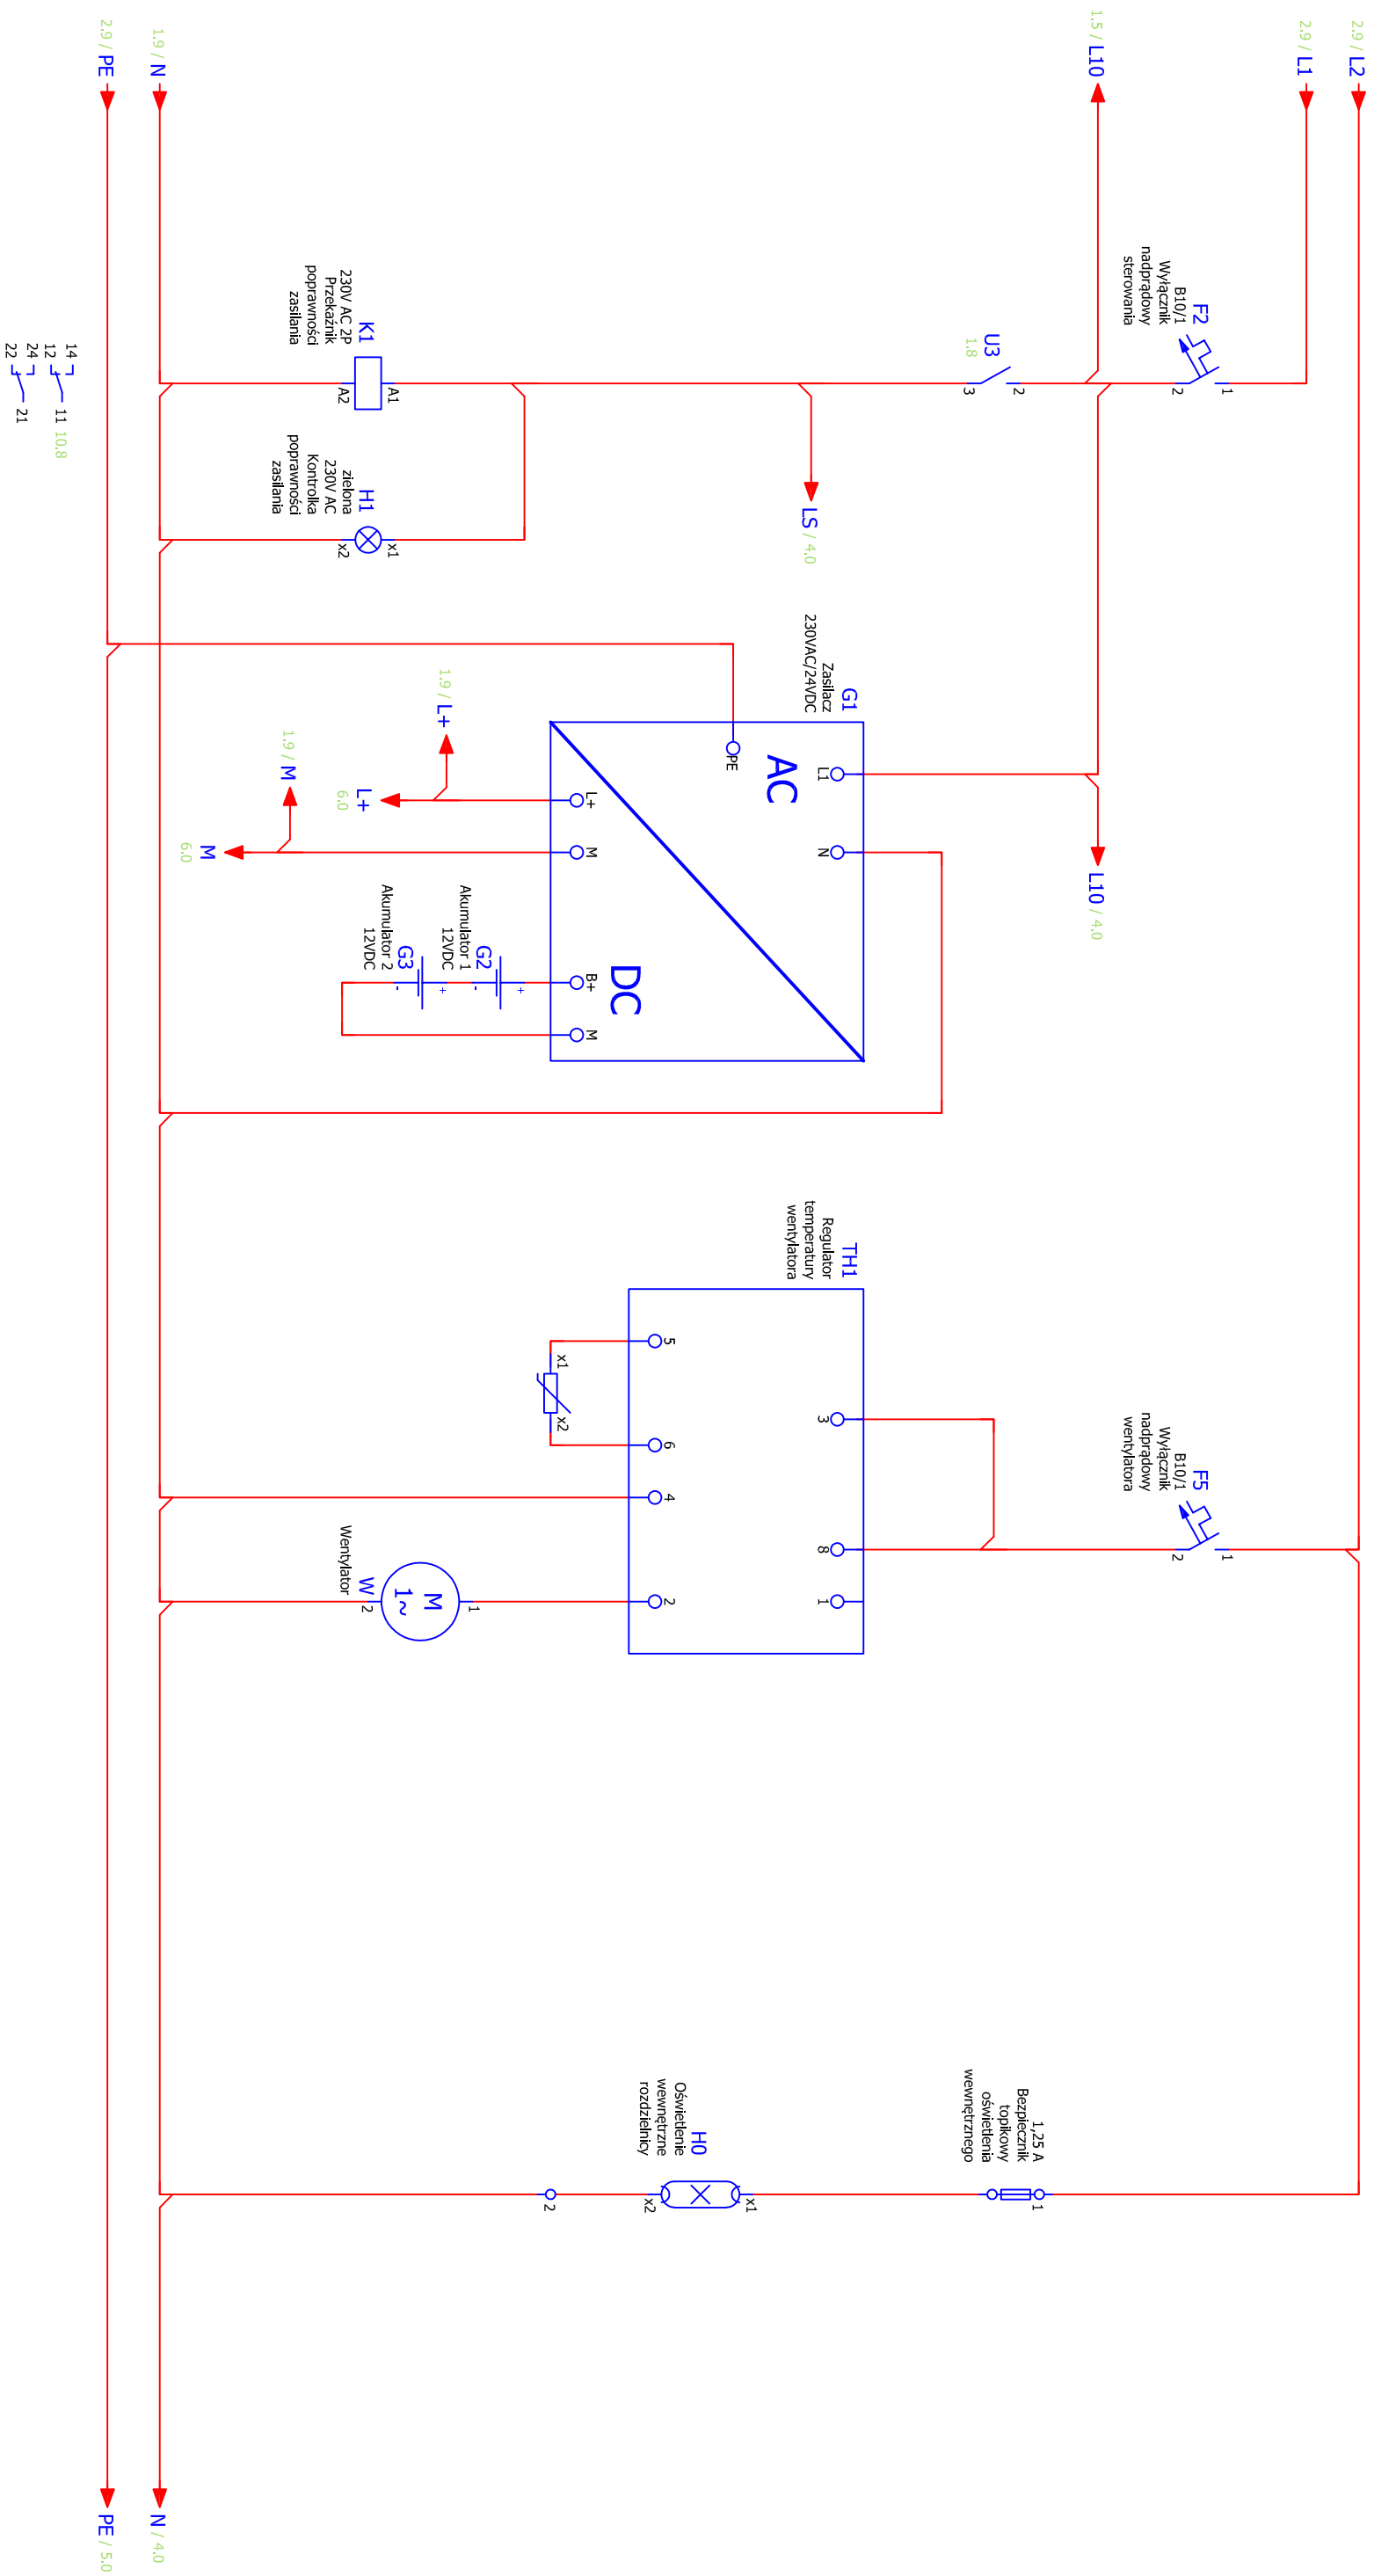 2.9 / L2
2.9 / L1
1.5 / L10
1.9 / N
2.9 / PE
F2
B10/1
Wyłącznik
nadprądowy
sterowania
1
2
U3
1.8
2
3
LS / 4.0
K1
230V AC 2P
Przekaźnik
poprawności
zasilania
A1
A2
14
12
11 10.8
24
22
21
H1
zielona
230V AC
Kontrolka
poprawności
zasilania
x1
x2
G1
Zasilacz
230VAC/24VDC
AC
DC
L1
N
PE
L+
M
B+
M
L10 / 4.0
1.9 / L+
L+
6.0
1.9 / M
M
6.0
G2
Akumulator 1
12VDC
+
-
G3
Akumulator 2
12VDC
+
-
TH1
Regulator
temperatury
wentylatora
3
8
1
5
6
4
2
x1
x2
F5
B10/1
Wyłącznik
nadprądowy
wentylatora
1
2
M
1~
W
Wentylator
1
2
1,25 A
Bezpiecznik
topikowy
oświetlenia
wewnętrznego
1
H0
Oświetlenie
wewnętrzne
rozdzielnicy
x1
x2
2
N / 4.0
PE / 5.0